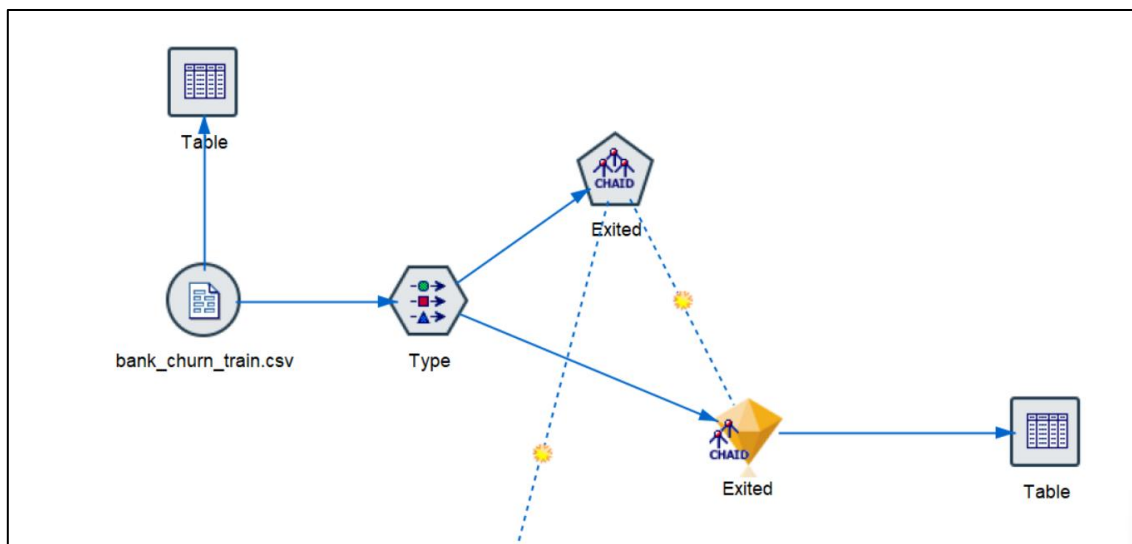 Table
CHAID
Exited
bank_churn_train.csv
Type
CHAID
Exited
Table